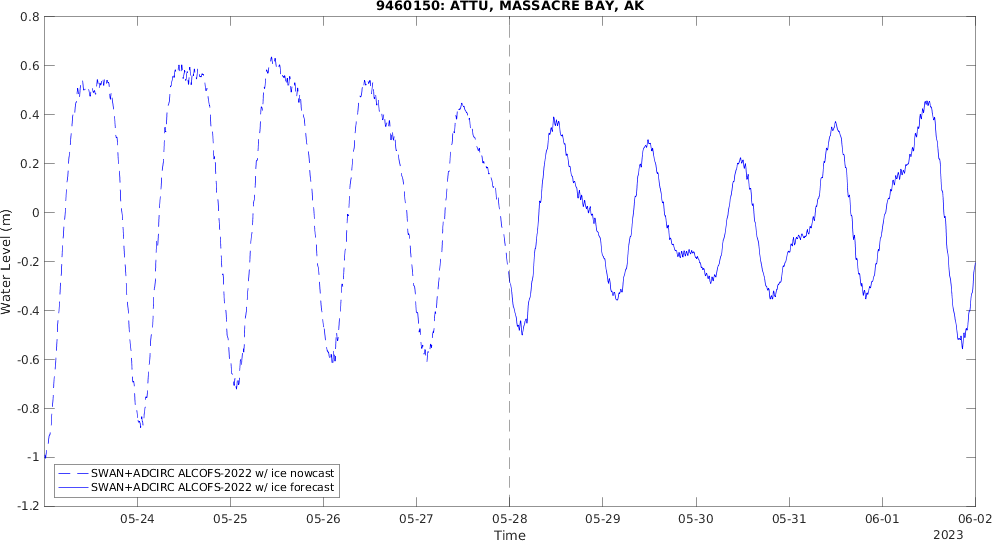 9460150: ATTU, MASSACRE BAY, AK
0.8
0.6
0.4
0.2
0
-0.2
-0.4
-0.6
-0.8
-1
-1.2
Water Level (m)
SWAN+ADCIRC ALCOFS-2022 w/ ice nowcast
SWAN+ADCIRC ALCOFS-2022 w/ ice forecast
05-24 05-25 05-26 05-27 05-28 05-29 05-30 05-31 06-01 06-02
Time
2023